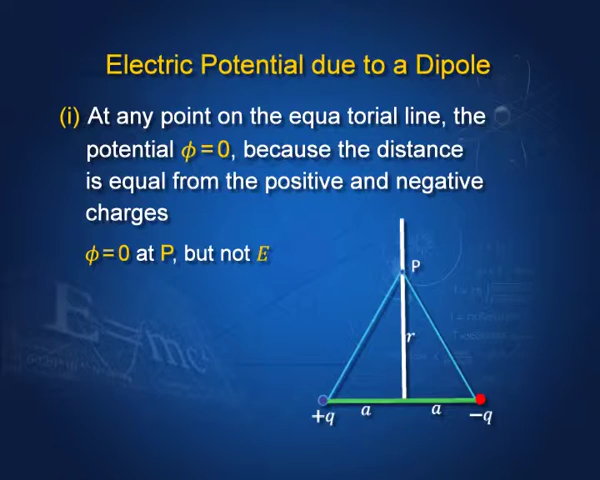 Electric Potential due to a Dipole
(i) At any point on the equa torial line, the
potential ϕ = 0, because the distance
is equal from the positive and negative
charges
ϕ = 0 at P, but not E
P
r
a
a
+q
−q
E=mc²